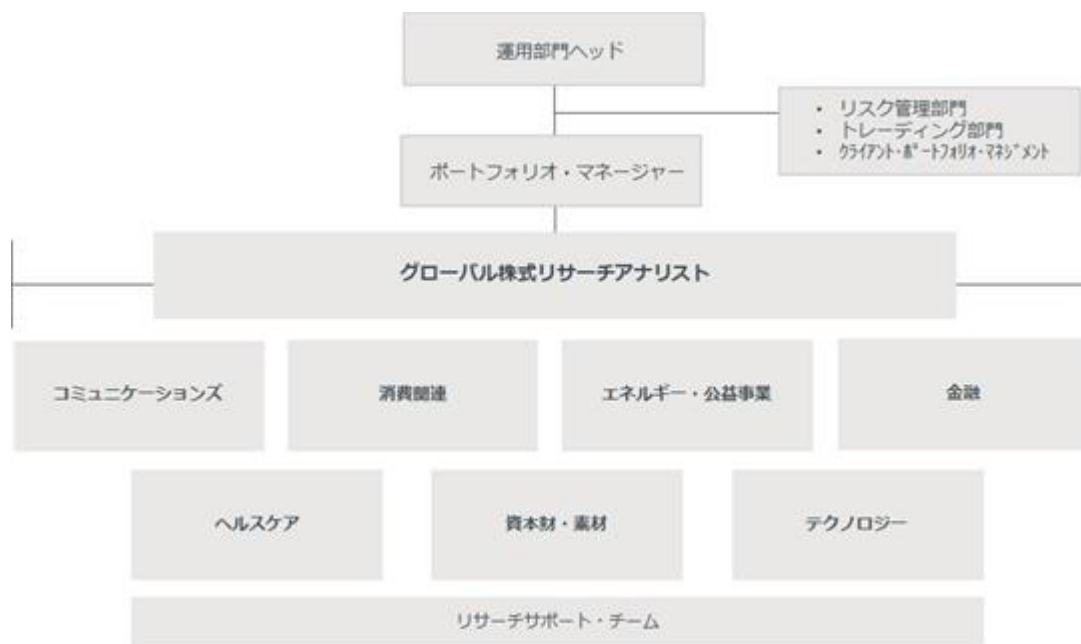 運用部門ヘッド
・ リスク管理部門
・ トレーディング部門
・ クライアント・ポートフォリオ・マネジメント
ポートフォリオ・マネージャー
グローバル株式リサーチアナリスト
コミュニケーションズ
消費関連
エネルギー・公益事業
金融
ヘルスケア
資本財・素材
テクノロジー
リサーチサポート・チーム